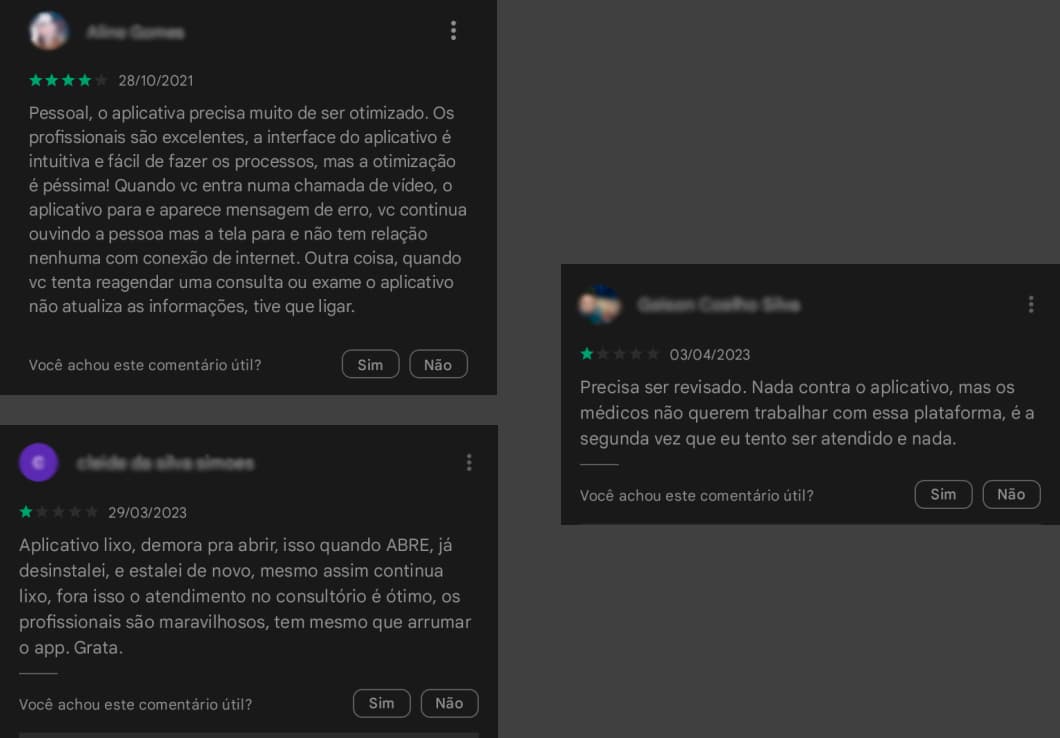 28/10/2021
Pessoal, o aplicativa precisa muito de ser otimizado. Os
profissionais são excelentes, a interface do aplicativo é
intuitiva e fácil de fazer os processos, mas a otimização
é péssima! Quando vc entra numa chamada de vídeo, o
aplicativo para e aparece mensagem de erro, vc continua
ouvindo a pessoa mas a tela para e não tem relação
nenhuma com conexão de internet. Outra coisa, quando
vc tenta reagendar uma consulta ou exame o aplicativo
não atualiza as informações, tive que ligar.
Você achou este comentário útil?
Sim
Não
29/03/2023
Aplicativo lixo, demora pra abrir, isso quando ABRE, já
desinstalei, e estalei de novo, mesmo assim continua
lixo, fora isso o atendimento no consultório é ótimo, os
profissionais são maravilhosos, tem mesmo que arrumar
o app. Grata.
Você achou este comentário útil?
Sim
Não
03/04/2023
Precisa ser revisado. Nada contra o aplicativo, mas os
médicos não querem trabalhar com essa plataforma, é a
segunda vez que eu tento ser atendido e nada.
Você achou este comentário útil?
Sim
Não